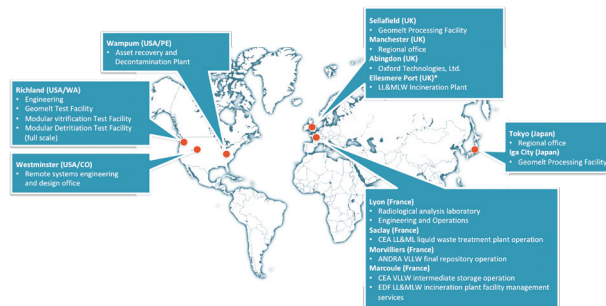 Sellafield (UK)
• Geomelt Processing Facility
Manchester (UK)
• Regional office
Abingdon (UK)
• Oxford Technologies, Ltd.
Ellesmere Port (UK)*
• LL&MLW Incineration Plant
Wampum (USA/PE)
• Asset recovery and
Decontamination Plant
Richland (USA/WA)
• Engineering
• Geomelt Test Facility
• Modular vitrification Test Facility
• Modular Detritiation Test Facility
(full scale)
Westminster (USA/CO)
• Remote systems engineering
and design office
Tokyo (Japan)
• Regional office
Iga City (Japan)
• Geomelt Processing Facility
Lyon (France)
• Radiological analysis laboratory
• Engineering and Operations
Saclay (France)
• CEA LL&ML liquid waste treatment plant operation
Morvilliers (France)
• ANDRA VLLW final repository operation
Marcoule (France)
• CEA VLLW intermediate storage operation
• EDF LL&MLW incineration plant facility management
services